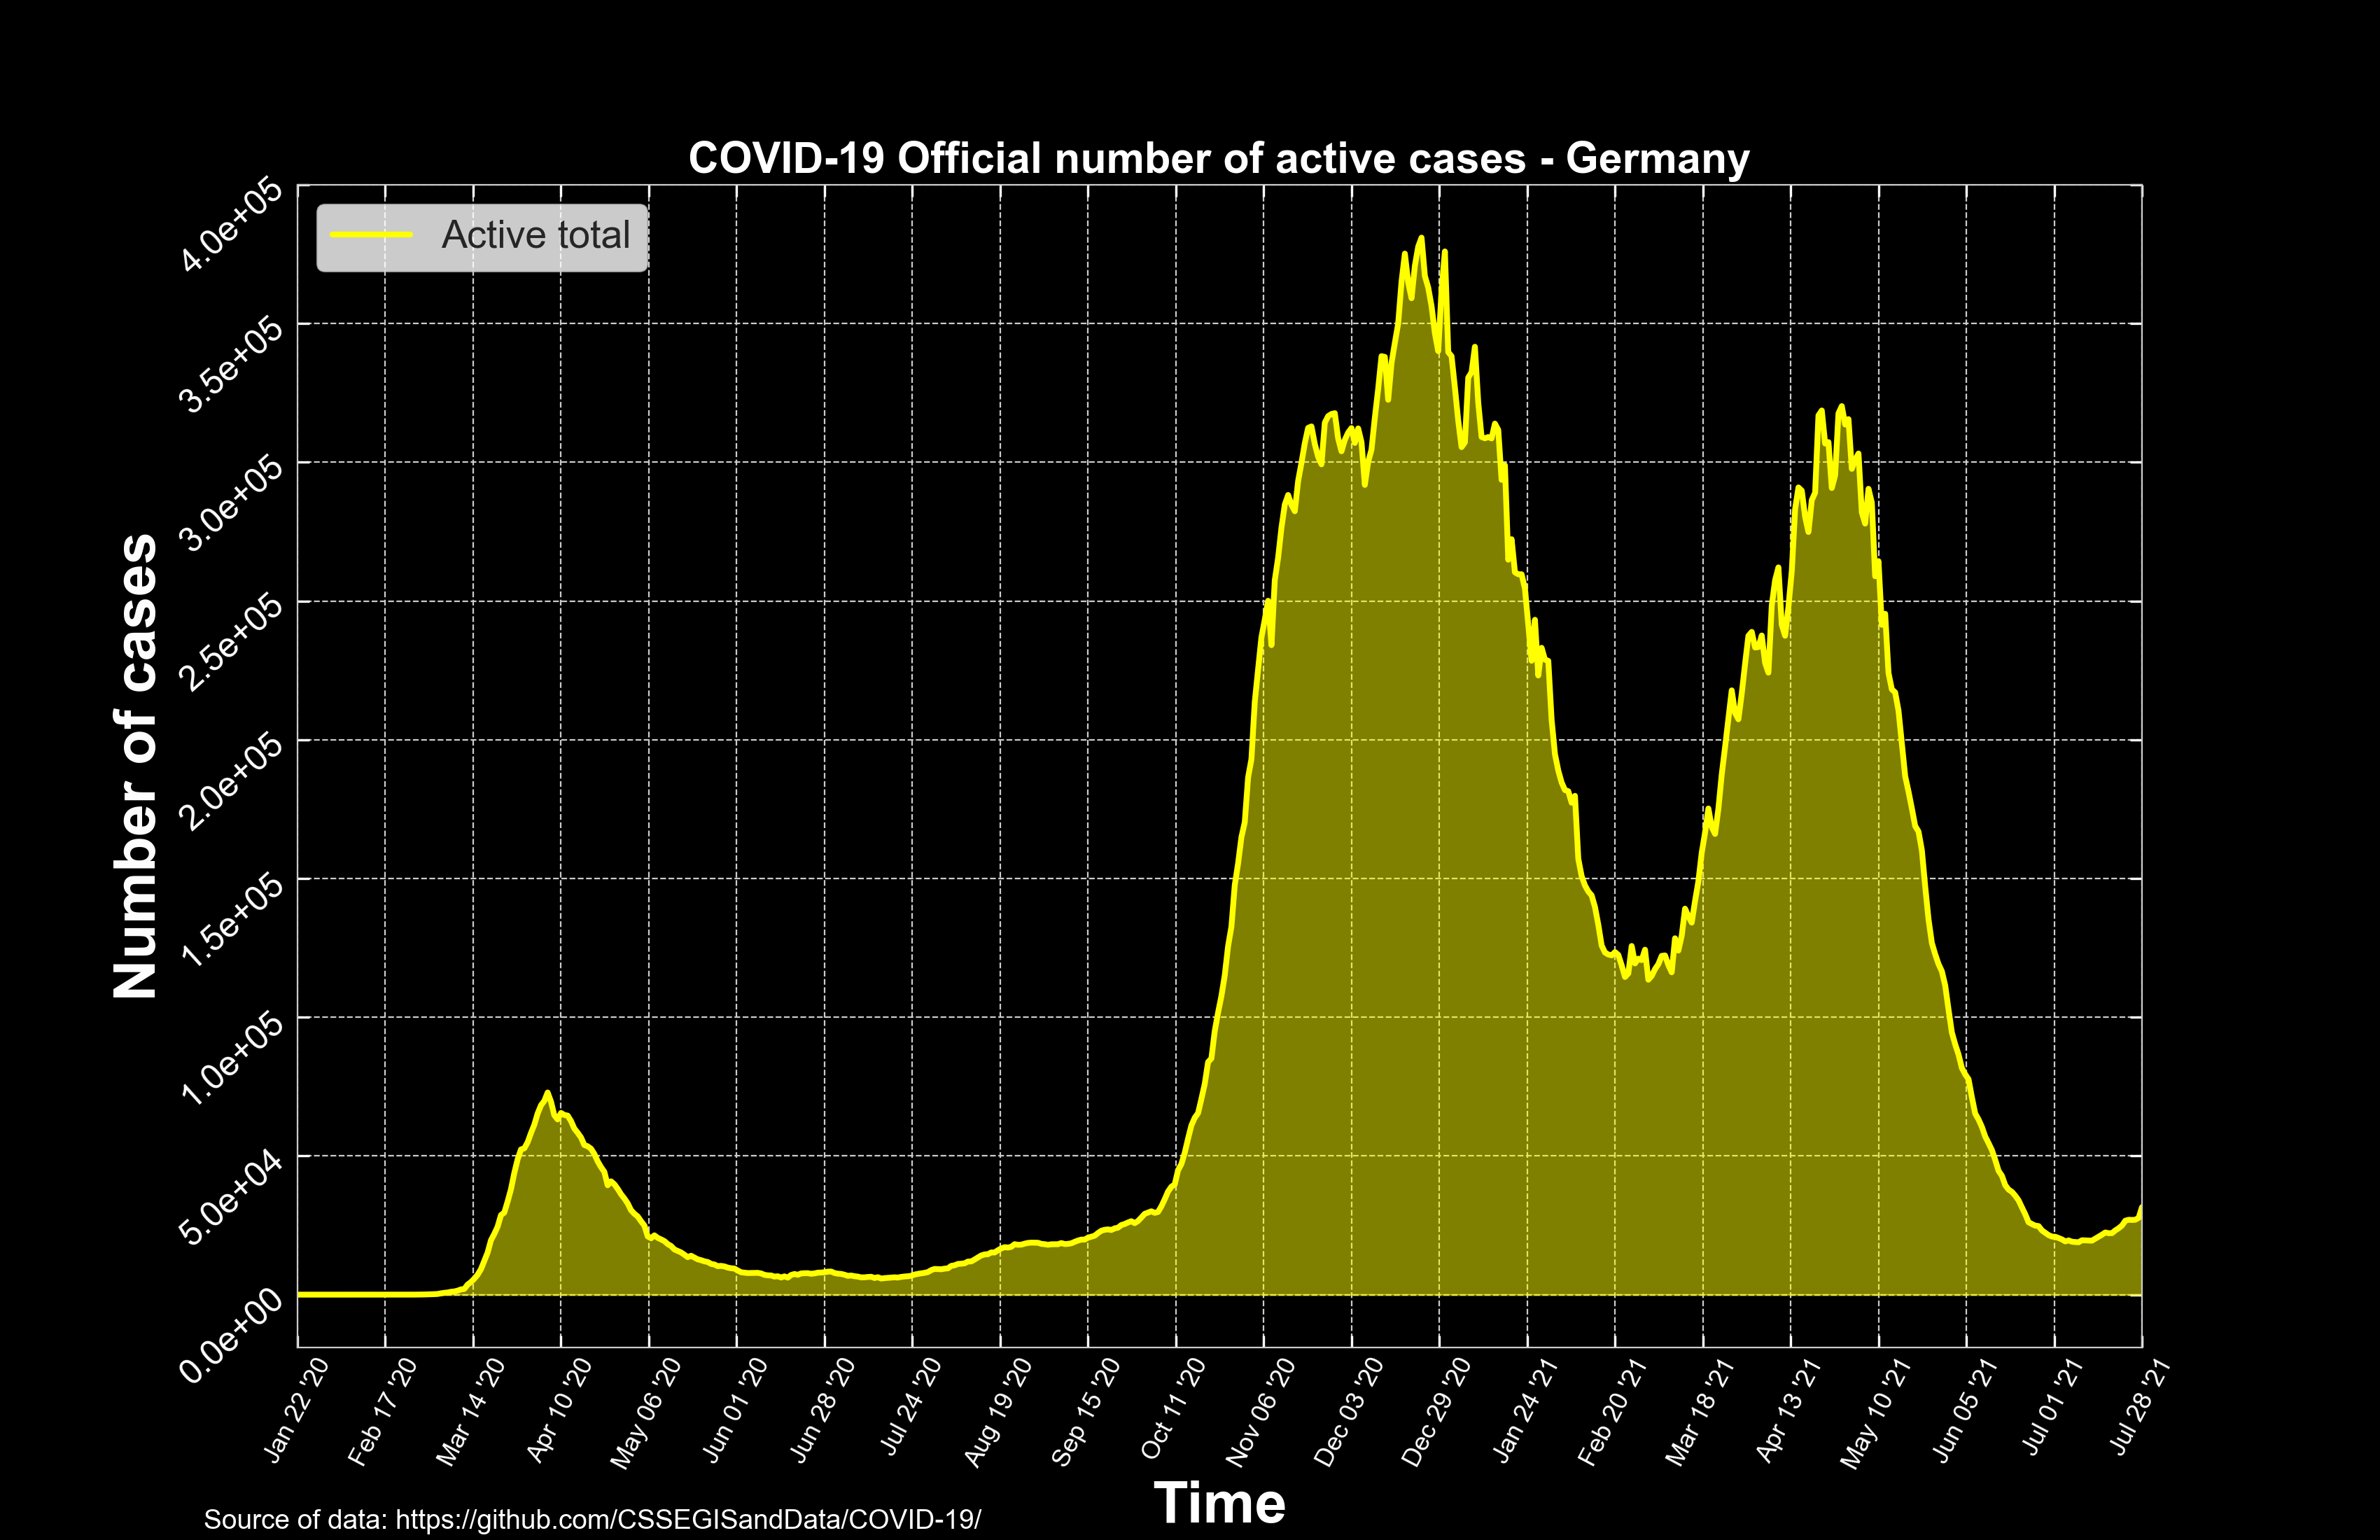 COVID-19 Official number of active cases - Germany
Active total
Number of cases
4.0e+05
3.5e+05
3.0e+05
2.5e+05
2.0e+05
1.5e+05
1.0e+05
5.0e+04
0.0e+00
Jan 22 '20
Feb 17 '20
Mar 14 '20
Apr 10 '20
May 06 '20
Jun 01 '20
Jun 28 '20
Jul 24 '20
Aug 19 '20
Sep 15 '20
Oct 11 '20
Nov 06 '20
Dec 03 '20
Dec 29 '20
Jan 24 '21
Feb 20 '21
Mar 18 '21
Apr 13 '21
May 10 '21
Jun 05 '21
Jul 01 '21
Jul 28 '21
Time
Source of data: https://github.com/CSSEGISandData/COVID-19/